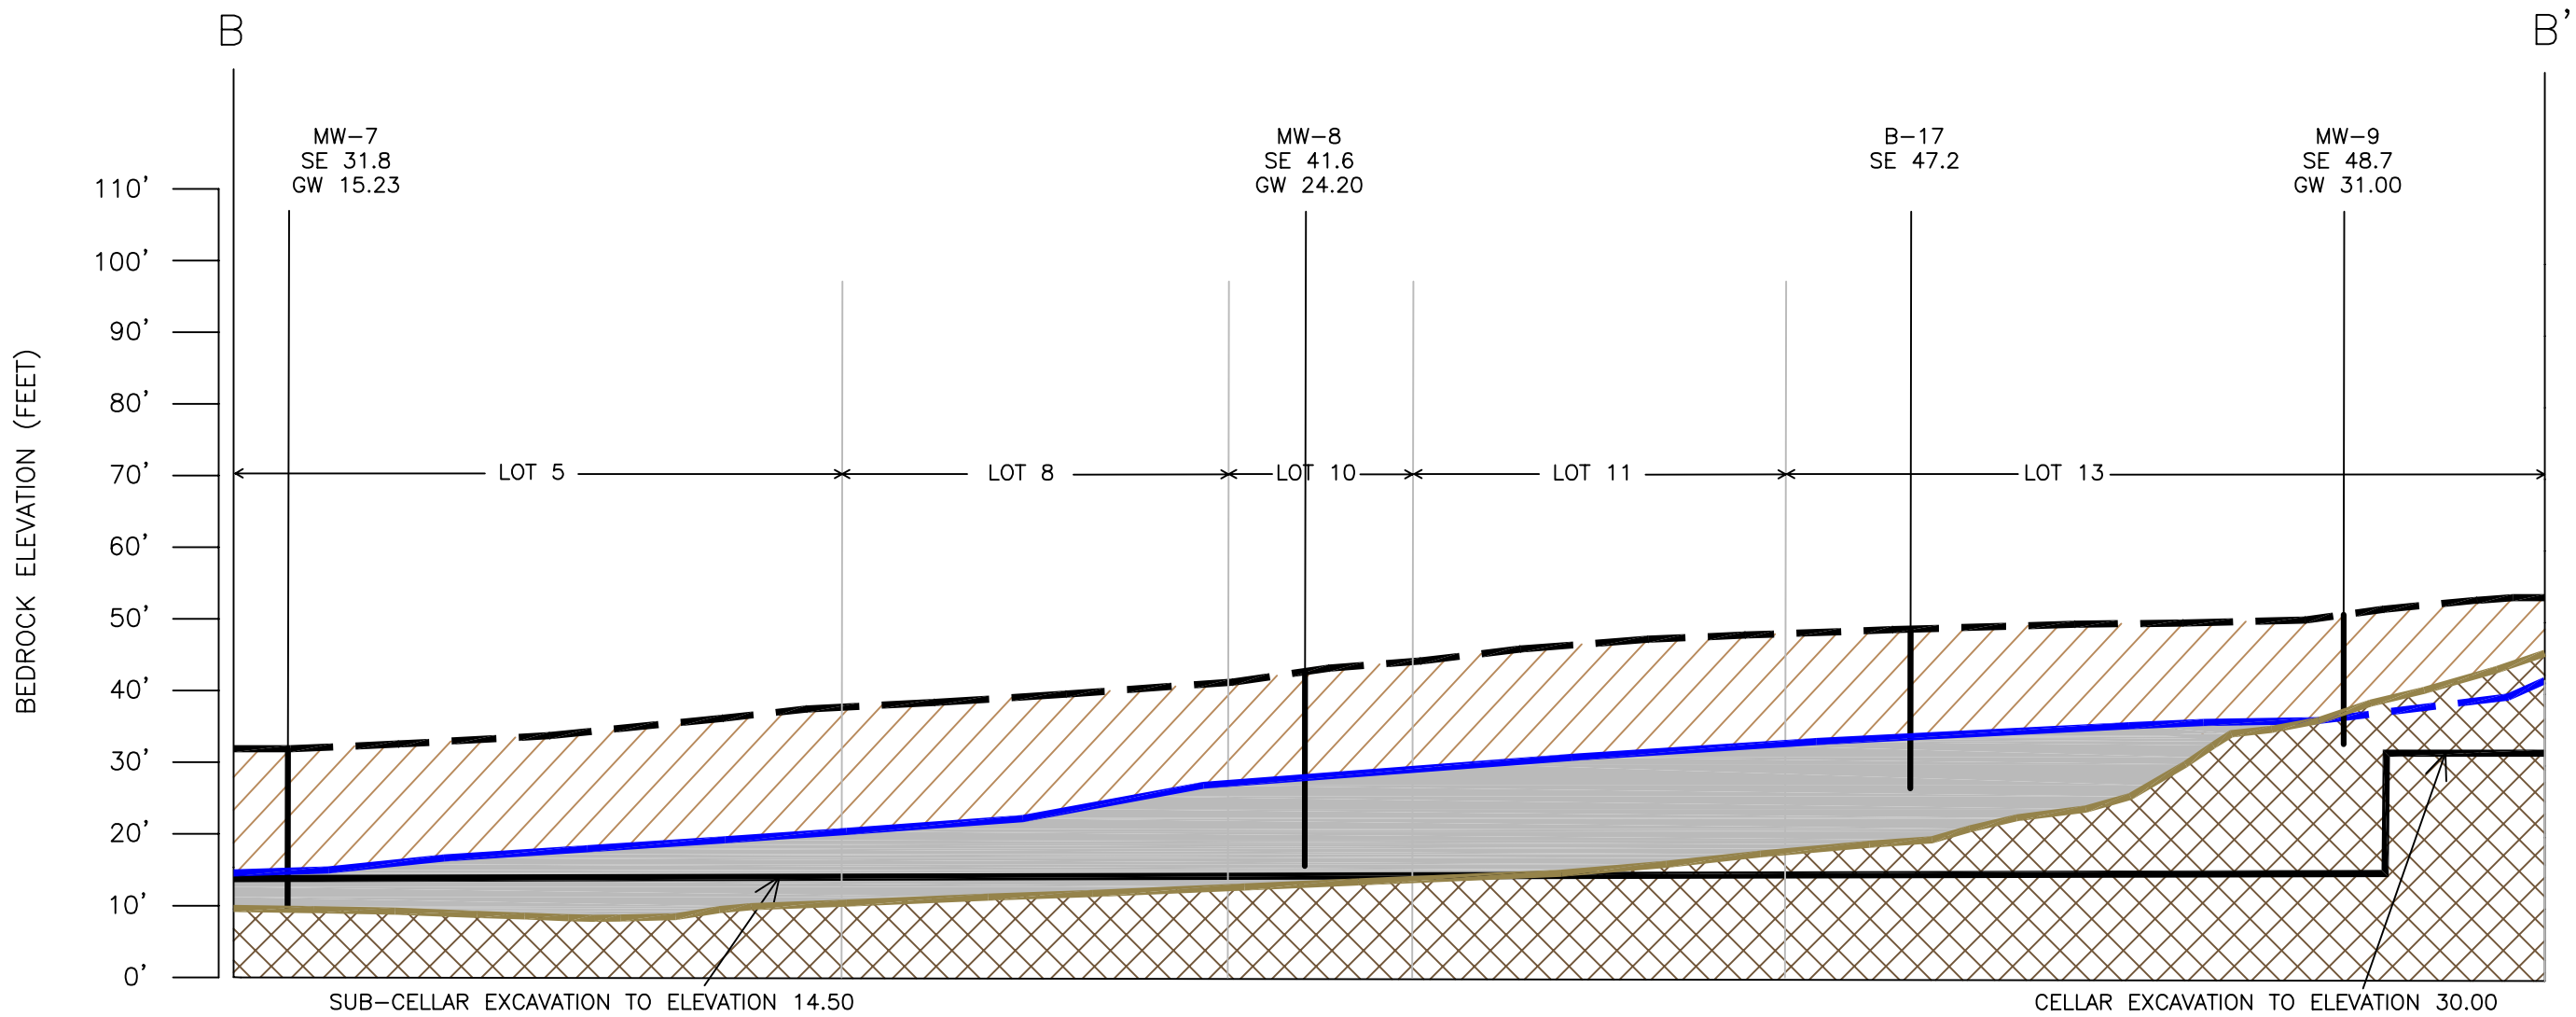 B
B'
MW-7
SE 31.8
GW 15.23
MW-8
SE 41.6
GW 24.20
B-17
SE 47.2
MW-9
SE 48.7
GW 31.00
BEDROCK ELEVATION (FEET)
110'
100'
90'
80'
70'
60'
50'
40'
30'
20'
10'
0'
LOT 5
LOT 8
LOT 10
LOT 11
LOT 13
SUB-CELLAR EXCAVATION TO ELEVATION 14.50
CELLAR EXCAVATION TO ELEVATION 30.00